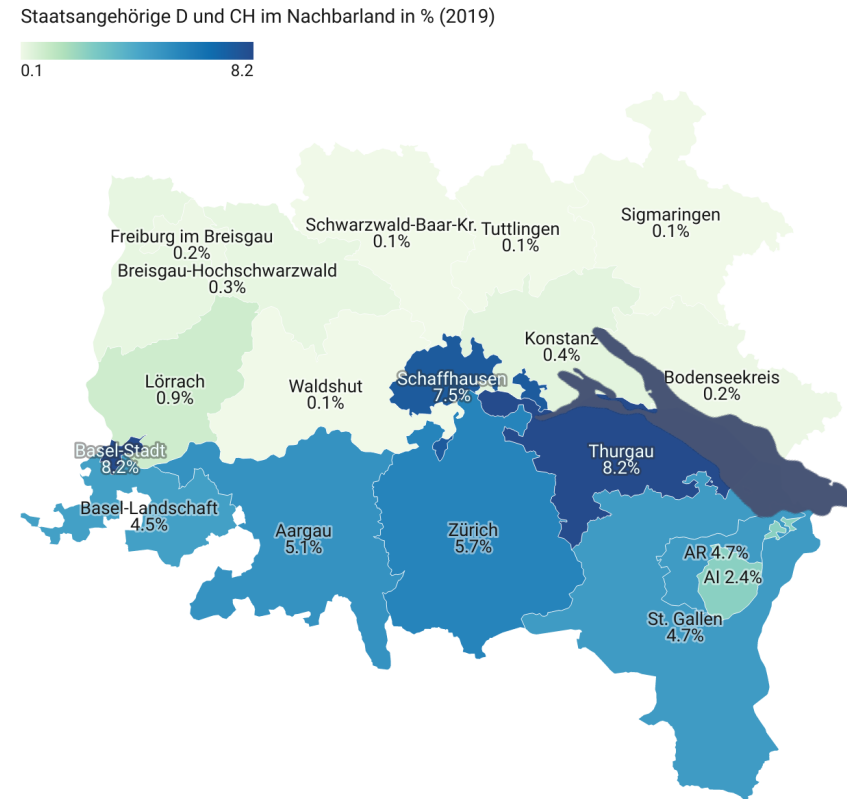 Staatsangehörige D und CH im Nachbarland in % (2019)
0.1
8.2
Sigmaringen
0.1%
Schwarzwald-Baar-Kr.
0.1%
Tuttlingen
0.1%
Freiburg im Breisgau
0.2%
Breisgau-Hochschwarzwald
0.3%
Konstanz
0.4%
Lörrach
0.9%
Waldshut
0.1%
Schaffhausen
7.5%
Bodenseekreis
0.2%
Basel-Stadt
8.2%
Thurgau
8.2%
Basel-Landschaft
4.5%
Aargau
5.1%
Zürich
5.7%
AR 4.7%
AI 2.4%
St. Gallen
4.7%